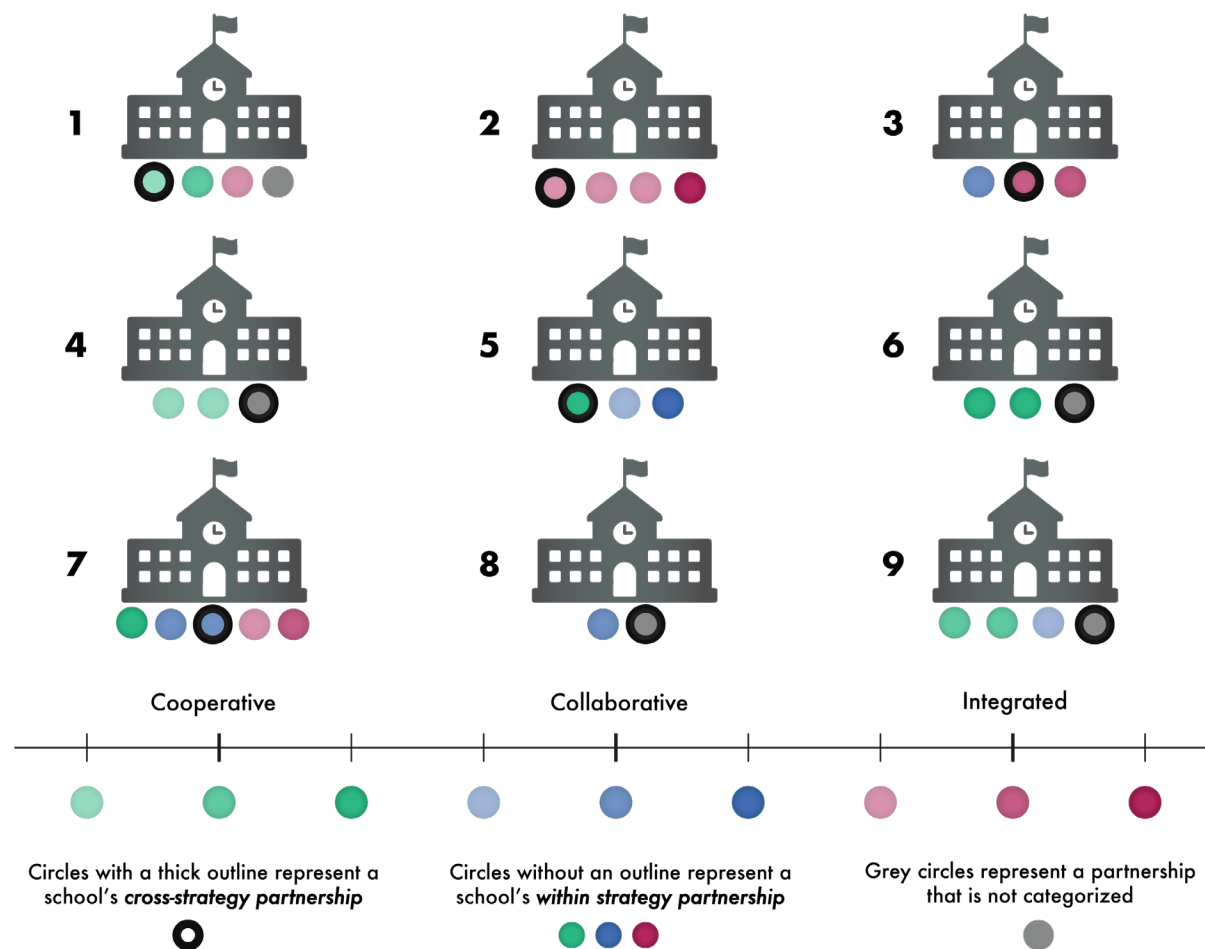 1
2
3
4
5
6
7
8
9
Cooperative
Collaborative
Integrated
Circles with a thick outline represent a
school's cross-strategy partnership
Circles without an outline represent a
school's within strategy partnership
Grey circles represent a partnership
that is not categorized